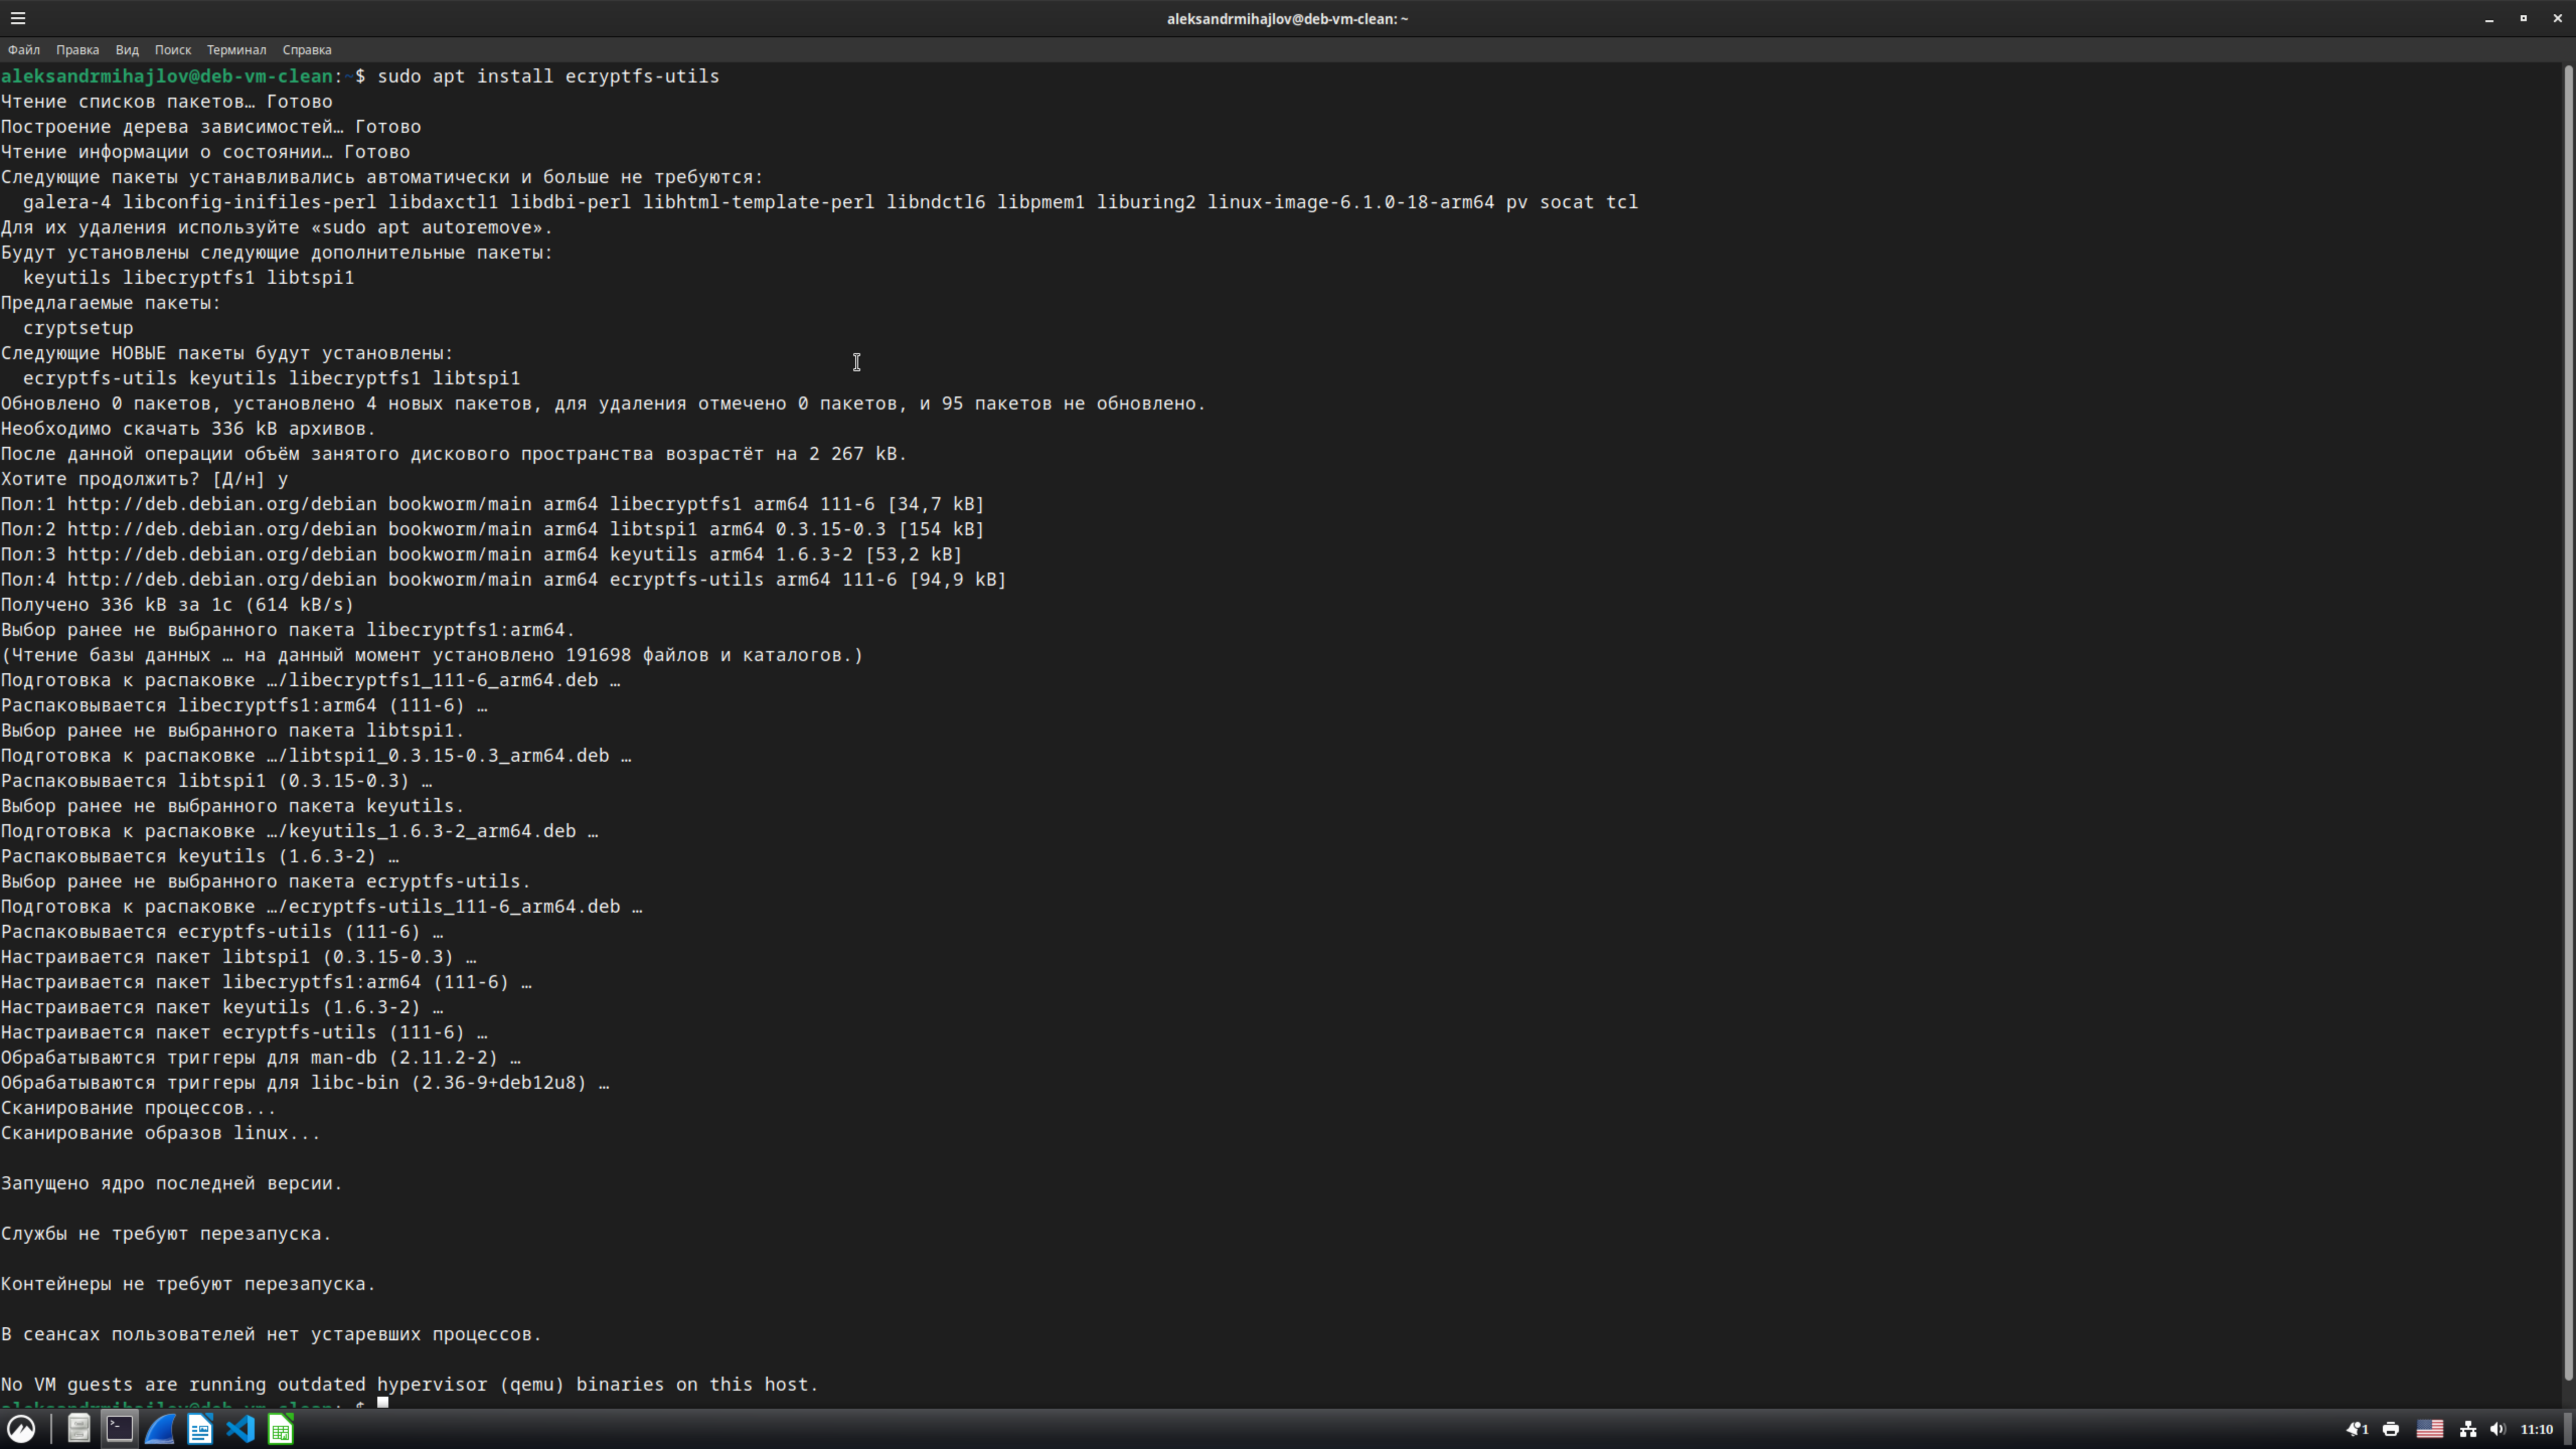 aleksandrmihajlov@deb-vm-clean: ~
Файл Правка Вид Поиск Терминал Справка
aleksandrmihajlov@deb-vm-clean:~$ sudo apt install ecryptfs-utils
Чтение списков пакетов… Готово
Построение дерева зависимостей… Готово
Чтение информации о состоянии… Готово
Следующие пакеты устанавливались автоматически и больше не требуются:
  galera-4 libconfig-inifiles-perl libdaxctl1 libdbi-perl libhtml-template-perl libndctl6 libpmem1 liburing2 linux-image-6.1.0-18-arm64 pv socat tcl
Для их удаления используйте «sudo apt autoremove».
Будут установлены следующие дополнительные пакеты:
  keyutils libecryptfs1 libtspi1
Предлагаемые пакеты:
  cryptsetup
Следующие НОВЫЕ пакеты будут установлены:
  ecryptfs-utils keyutils libecryptfs1 libtspi1
Обновлено 0 пакетов, установлено 4 новых пакетов, для удаления отмечено 0 пакетов, и 95 пакетов не обновлено.
Необходимо скачать 336 kB архивов.
После данной операции объём занятого дискового пространства возрастёт на 2 267 kB.
Хотите продолжить? [Д/н] y
Пол:1 http://deb.debian.org/debian bookworm/main arm64 libecryptfs1 arm64 111-6 [34,7 kB]
Пол:2 http://deb.debian.org/debian bookworm/main arm64 libtspi1 arm64 0.3.15-0.3 [154 kB]
Пол:3 http://deb.debian.org/debian bookworm/main arm64 keyutils arm64 1.6.3-2 [53,2 kB]
Пол:4 http://deb.debian.org/debian bookworm/main arm64 ecryptfs-utils arm64 111-6 [94,9 kB]
Получено 336 kB за 1с (614 kB/s)
Выбор ранее не выбранного пакета libecryptfs1:arm64.
(Чтение базы данных … на данный момент установлено 191698 файлов и каталогов.)
Подготовка к распаковке …/libecryptfs1_111-6_arm64.deb …
Распаковывается libecryptfs1:arm64 (111-6) …
Выбор ранее не выбранного пакета libtspi1.
Подготовка к распаковке …/libtspi1_0.3.15-0.3_arm64.deb …
Распаковывается libtspi1 (0.3.15-0.3) …
Выбор ранее не выбранного пакета keyutils.
Подготовка к распаковке …/keyutils_1.6.3-2_arm64.deb …
Распаковывается keyutils (1.6.3-2) …
Выбор ранее не выбранного пакета ecryptfs-utils.
Подготовка к распаковке …/ecryptfs-utils_111-6_arm64.deb …
Распаковывается ecryptfs-utils (111-6) …
Настраивается пакет libtspi1 (0.3.15-0.3) …
Настраивается пакет libecryptfs1:arm64 (111-6) …
Настраивается пакет keyutils (1.6.3-2) …
Настраивается пакет ecryptfs-utils (111-6) …
Обрабатываются триггеры для man-db (2.11.2-2) …
Обрабатываются триггеры для libc-bin (2.36-9+deb12u8) …
Сканирование процессов...
Сканирование образов linux...
Запущено ядро последней версии.
Службы не требуют перезапуска.
Контейнеры не требуют перезапуска.
В сеансах пользователей нет устаревших процессов.
No VM guests are running outdated hypervisor (qemu) binaries on this host.
aleksandrmihajlov@deb-vm-clean:~$
1 11:10